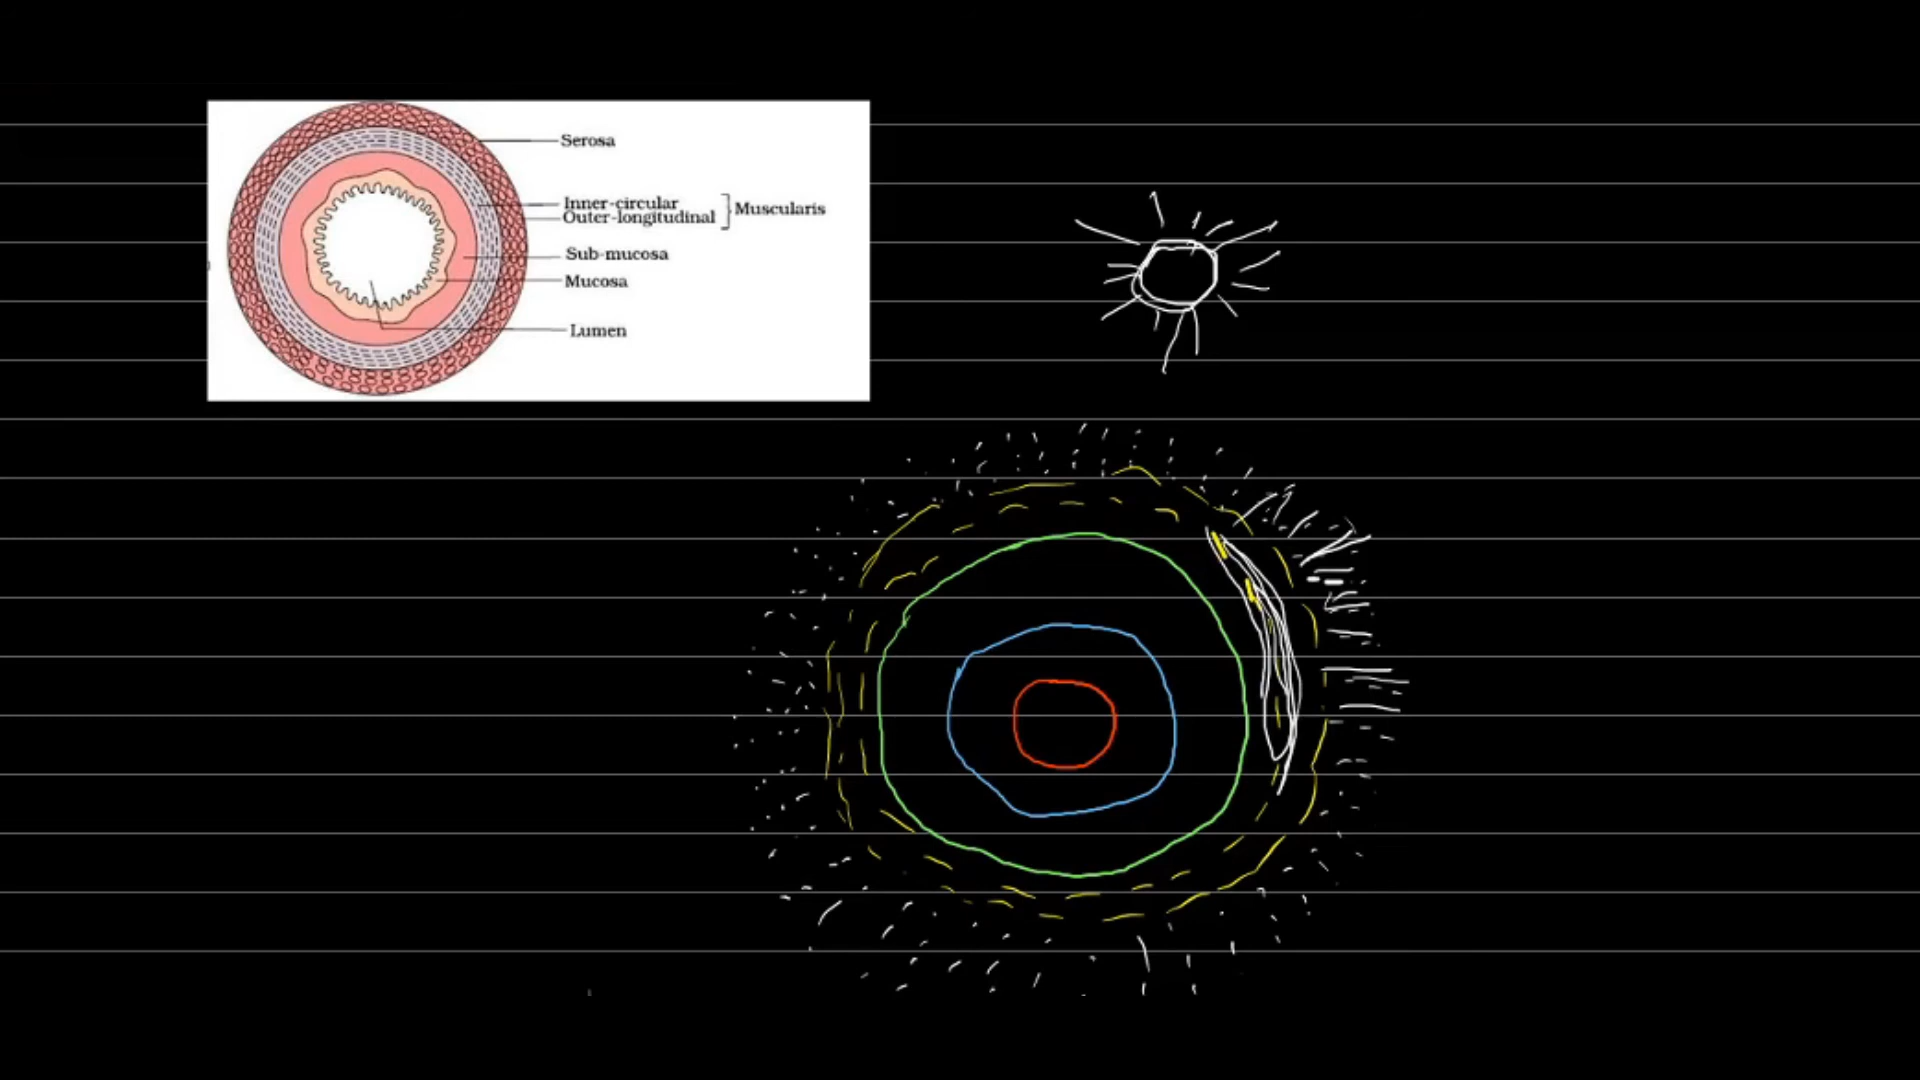 Serosa
Inner-circular
Outer-longitudinal
Muscularis
Sub-mucosa
Mucosa
Lumen